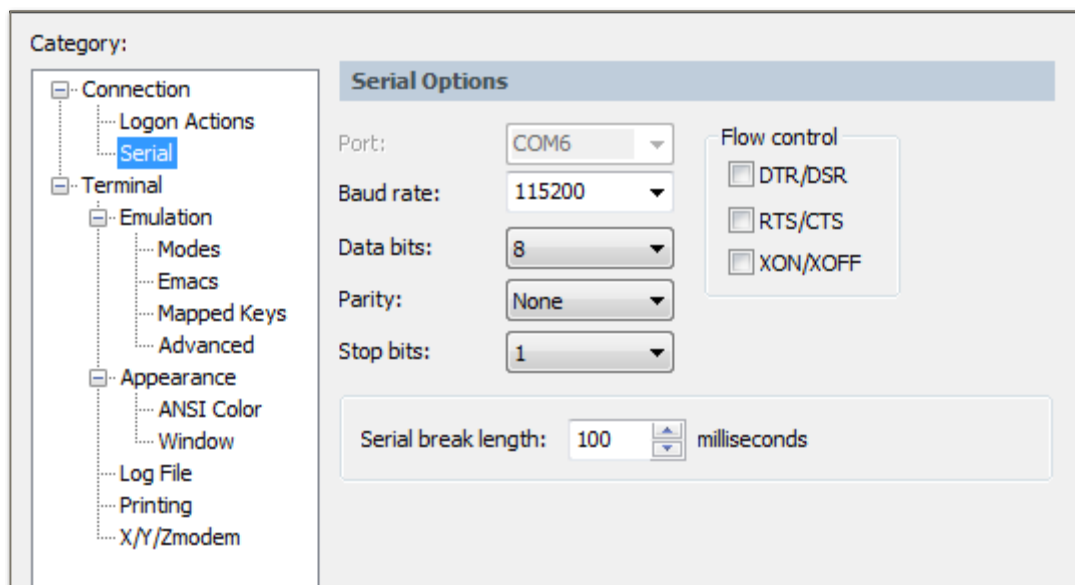 Category:
Connection
Logon Actions
Serial
Terminal
Emulation
Modes
Emacs
Mapped Keys
Advanced
Appearance
ANSI Color
Window
Log File
Printing
X/Y/Zmodem
Serial Options
Port: COM6
Baud rate: 115200
Data bits: 8
Parity: None
Stop bits: 1
Flow control
DTR/DSR
RTS/CTS
XON/XOFF
Serial break length: 100 milliseconds